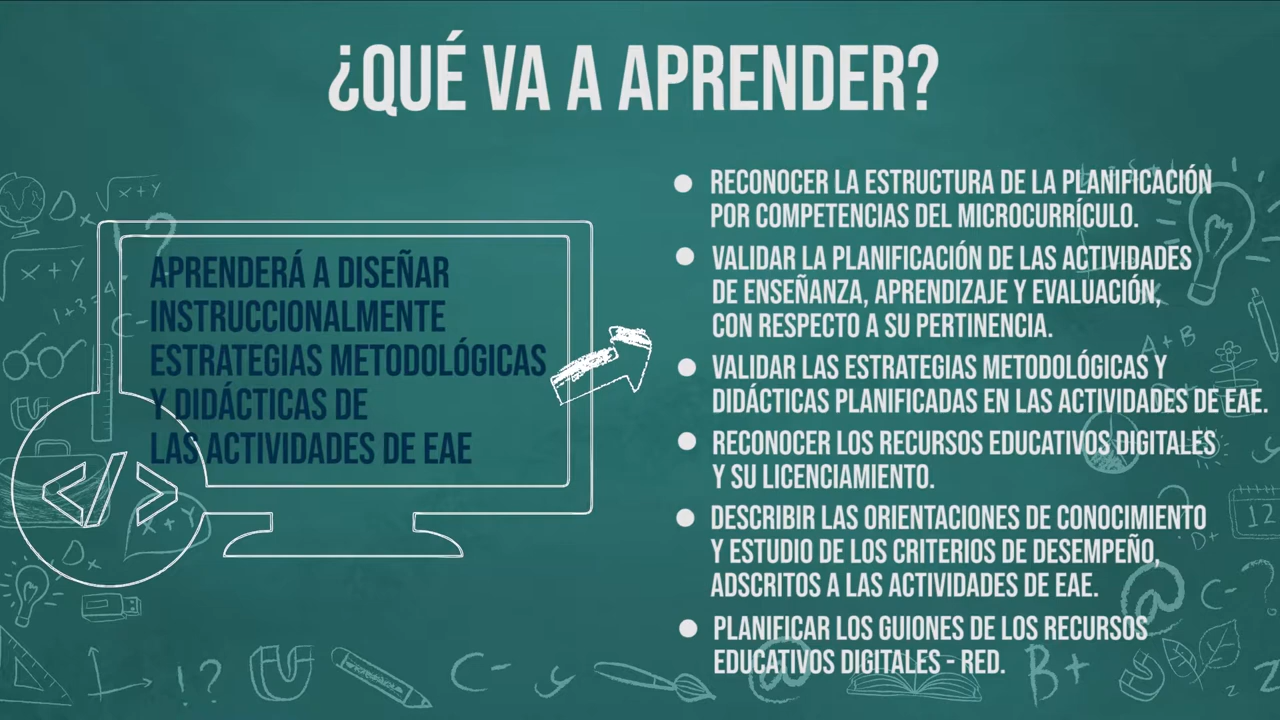 ¿QUÉ VA A APRENDER?
APRENDERÁ A DISEÑAR
INSTRUCCIONALMENTE
ESTRATEGIAS METODOLÓGICAS
Y DIDÁCTICAS DE
LAS ACTIVIDADES DE EAE
</>
RECONOCER LA ESTRUCTURA DE LA PLANIFICACIÓN
POR COMPETENCIAS DEL MICROCURRÍCULO.
VALIDAR LA PLANIFICACIÓN DE LAS ACTIVIDADES
DE ENSEÑANZA, APRENDIZAJE Y EVALUACIÓN,
CON RESPECTO A SU PERTINENCIA.
VALIDAR LAS ESTRATEGIAS METODOLÓGICAS Y
DIDÁCTICAS PLANIFICADAS EN LAS ACTIVIDADES DE EAE.
RECONOCER LOS RECURSOS EDUCATIVOS DIGITALES
Y SU LICENCIAMIENTO.
DESCRIBIR LAS ORIENTACIONES DE CONOCIMIENTO
Y ESTUDIO DE LOS CRITERIOS DE DESEMPEÑO,
ADSCRITOS A LAS ACTIVIDADES DE EAE.
PLANIFICAR LOS GUIONES DE LOS RECURSOS
EDUCATIVOS DIGITALES - RED.
√x+Y
√x+Y
1+3=4
C-
X+Y
A+B
12
D+
@
C-?
!?
C-
@
B+